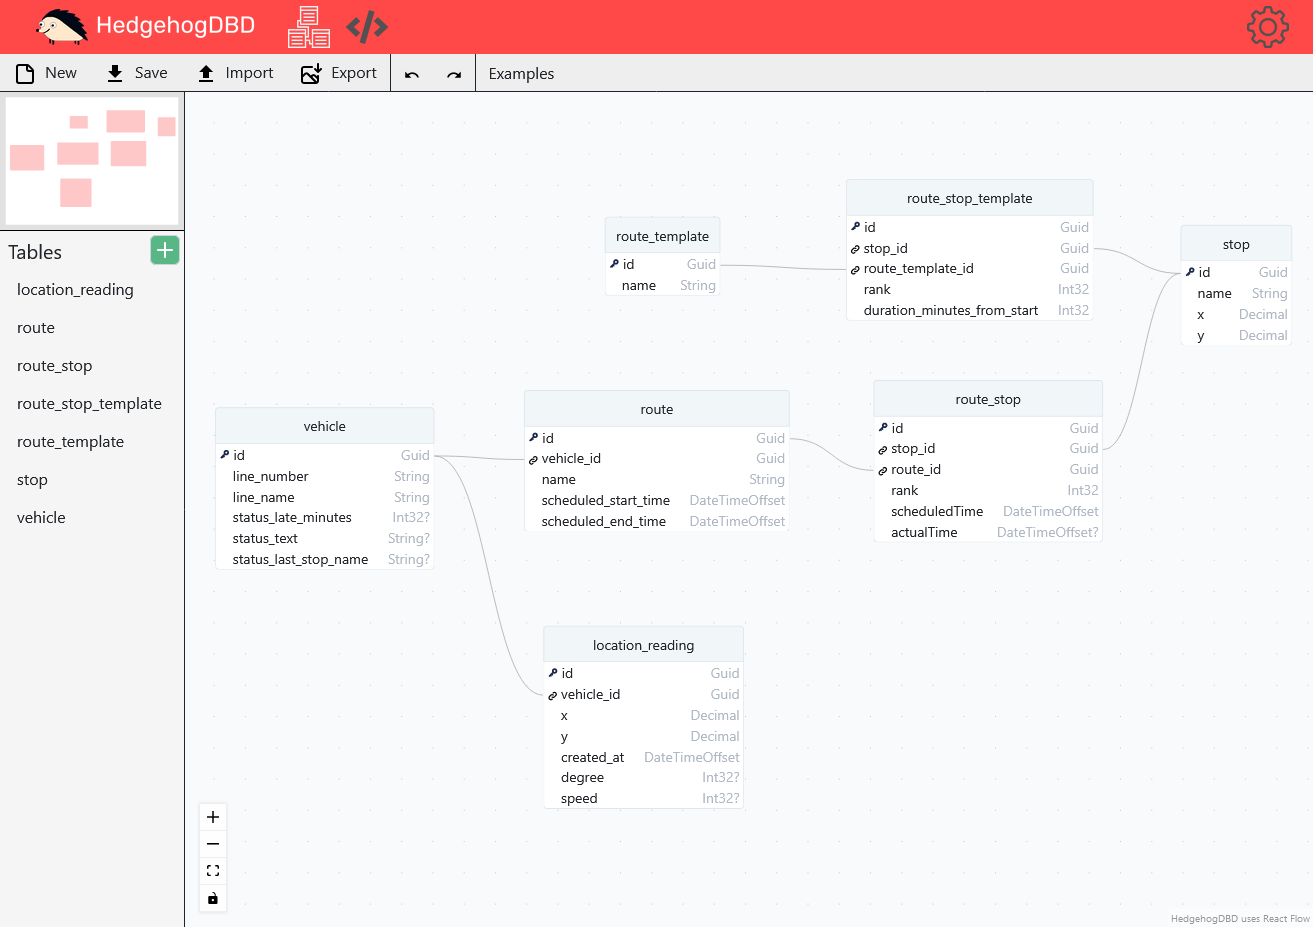 HedgehogDBD
New Save Import Export Examples
Tables
location_reading
route
route_stop
route_stop_template
route_template
stop
vehicle
route_template
id Guid
name String
route_stop_template
id Guid
stop_id Guid
route_template_id Guid
rank Int32
duration_minutes_from_start Int32
stop
id Guid
name String
x Decimal
y Decimal
vehicle
id Guid
line_number String
line_name String
status_late_minutes Int32?
status_text String?
status_last_stop_name String?
route
id Guid
vehicle_id Guid
name String
scheduled_start_time DateTimeOffset
scheduled_end_time DateTimeOffset
route_stop
id Guid
stop_id Guid
route_id Guid
rank Int32
scheduledTime DateTimeOffset
actualTime DateTimeOffset?
location_reading
id Guid
vehicle_id Guid
x Decimal
y Decimal
created_at DateTimeOffset
degree Int32?
speed Int32?
HedgehogDBD uses React Flow